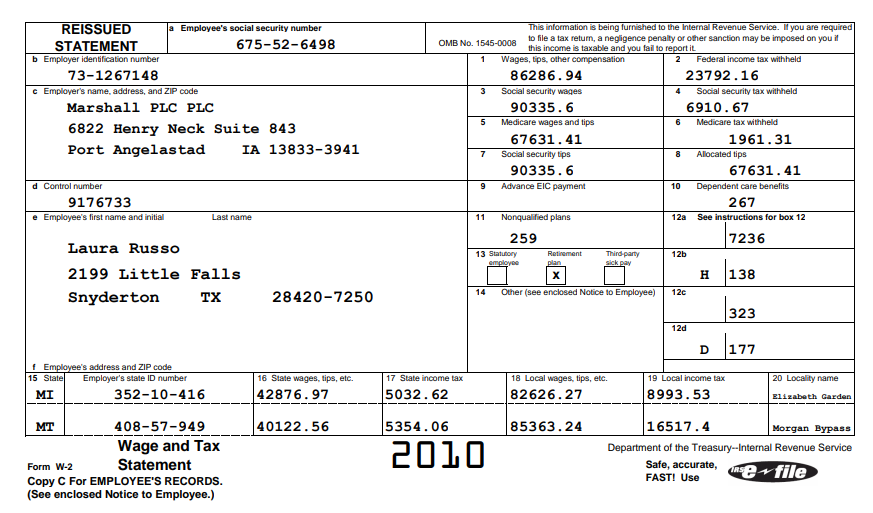 REISSUED STATEMENT
a Employee's social security number
675-52-6498
OMB No. 1545-0008
This information is being furnished to the Internal Revenue Service. If you are required
to file a tax return, a negligence penalty or other sanction may be imposed on you if
this income is taxable and you fail to report it.
b Employer identification number
73-1267148
1 Wages, tips, other compensation
86286.94
2 Federal income tax withheld
23792.16
c Employer's name, address, and ZIP code
Marshall PLC PLC
6822 Henry Neck Suite 843
Port Angelastad IA 13833-3941
3 Social security wages
90335.6
4 Social security tax withheld
6910.67
5 Medicare wages and tips
67631.41
6 Medicare tax withheld
1961.31
7 Social security tips
90335.6
8 Allocated tips
67631.41
d Control number
9176733
9 Advance EIC payment
10 Dependent care benefits
267
e Employee's first name and initial Last name
Laura Russo
2199 Little Falls
Snyderton TX 28420-7250
11 Nonqualified plans
259
12a See instructions for box 12
7236
13 Statutory employee
Retirement plan
x
Third-party sick pay
12b
H 138
14 Other (see enclosed Notice to Employee)
12c
323
12d
D 177
f Employee's address and ZIP code
15 State Employer's state ID number 16 State wages, tips, etc. 17 State income tax 18 Local wages, tips, etc. 19 Local income tax 20 Locality name
MI 352-10-416 42876.97 5032.62 82626.27 8993.53 Elizabeth Garden
MT 408-57-949 40122.56 5354.06 85363.24 16517.4 Morgan Bypass
Form W-2
Wage and Tax
Statement
2010
Department of the Treasury--Internal Revenue Service
Copy C For EMPLOYEE'S RECORDS.
(See enclosed Notice to Employee.)
Safe, accurate,
FAST! Use
IRS e file